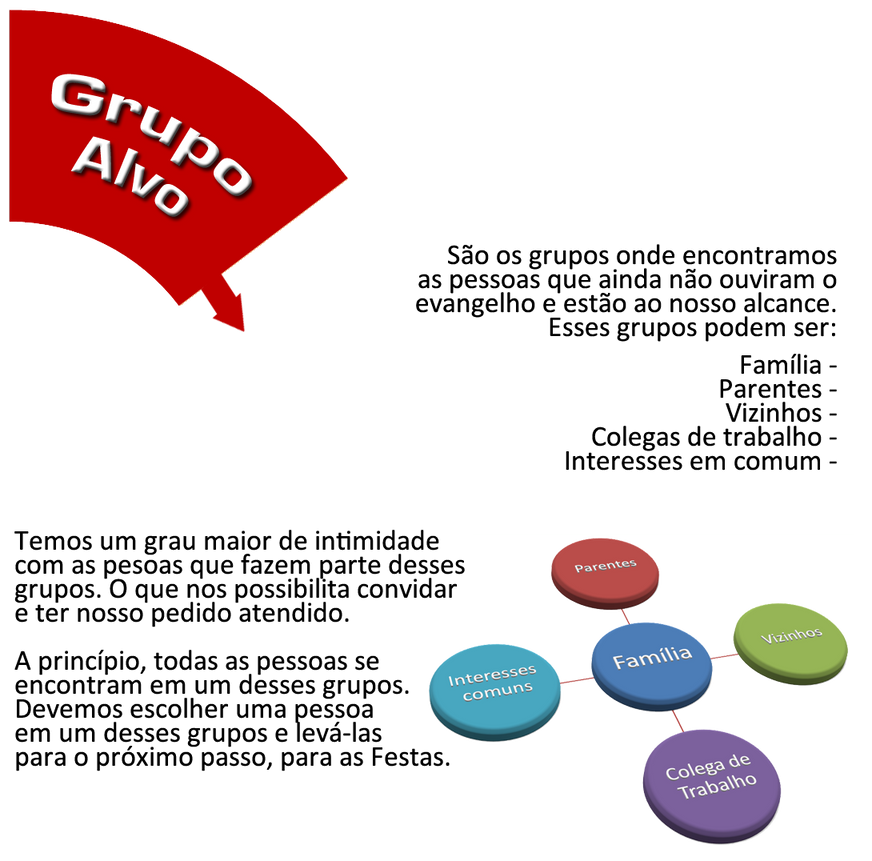 Grupo
Alvo
São os grupos onde encontramos
as pessoas que ainda não ouviram o
evangelho e estão ao nosso alcance.
Esses grupos podem ser:
Família -
Parentes -
Vizinhos -
Colegas de trabalho -
Interesses em comum -
Temos um grau maior de intimidade
com as pesoas que fazem parte desses
grupos. O que nos possibilita convidar
e ter nosso pedido atendido.
A princípio, todas as pessoas se
encontram em um desses grupos.
Devemos escolher uma pessoa
em um desses grupos e levá-las
para o próximo passo, para as Festas.
Parentes
Vizinhos
Família
Interesses
comuns
Colega de
Trabalho